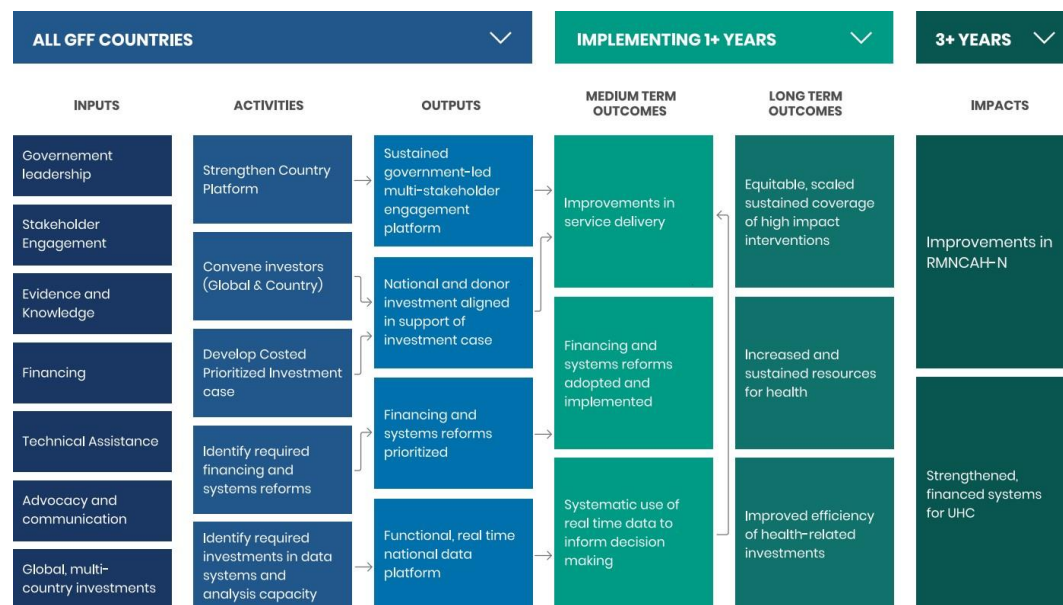 ALL GFF COUNTRIES
IMPLEMENTING 1+ YEARS
3+ YEARS
INPUTS
ACTIVITIES
OUTPUTS
MEDIUM TERM
OUTCOMES
LONG TERM
OUTCOMES
IMPACTS
Governement
leadership
Stakeholder
Engagement
Evidence and
Knowledge
Financing
Technical Assistance
Advocacy and
communication
Global, multi-
country investments
Strengthen Country
Platform
Convene investors
(Global & Country)
Develop Costed
Prioritized Investment
case
Identify required
financing and
systems reforms
Identify required
investments in data
systems and
analysis capacity
Sustained
government-led
multi-stakeholder
engagement
platform
National and donor
investment aligned
in support of
investment case
Financing and
systems reforms
prioritized
Functional, real time
national data
platform
Improvements in
service delivery
Financing and
systems reforms
adopted and
implemented
Systematic use of
real time data to
inform decision
making
Equitable, scaled
sustained coverage
of high impact
interventions
Increased and
sustained resources
for health
Improved efficiency
of health-related
investments
Improvements in
RMNCAH-N
Strengthened,
financed systems
for UHC